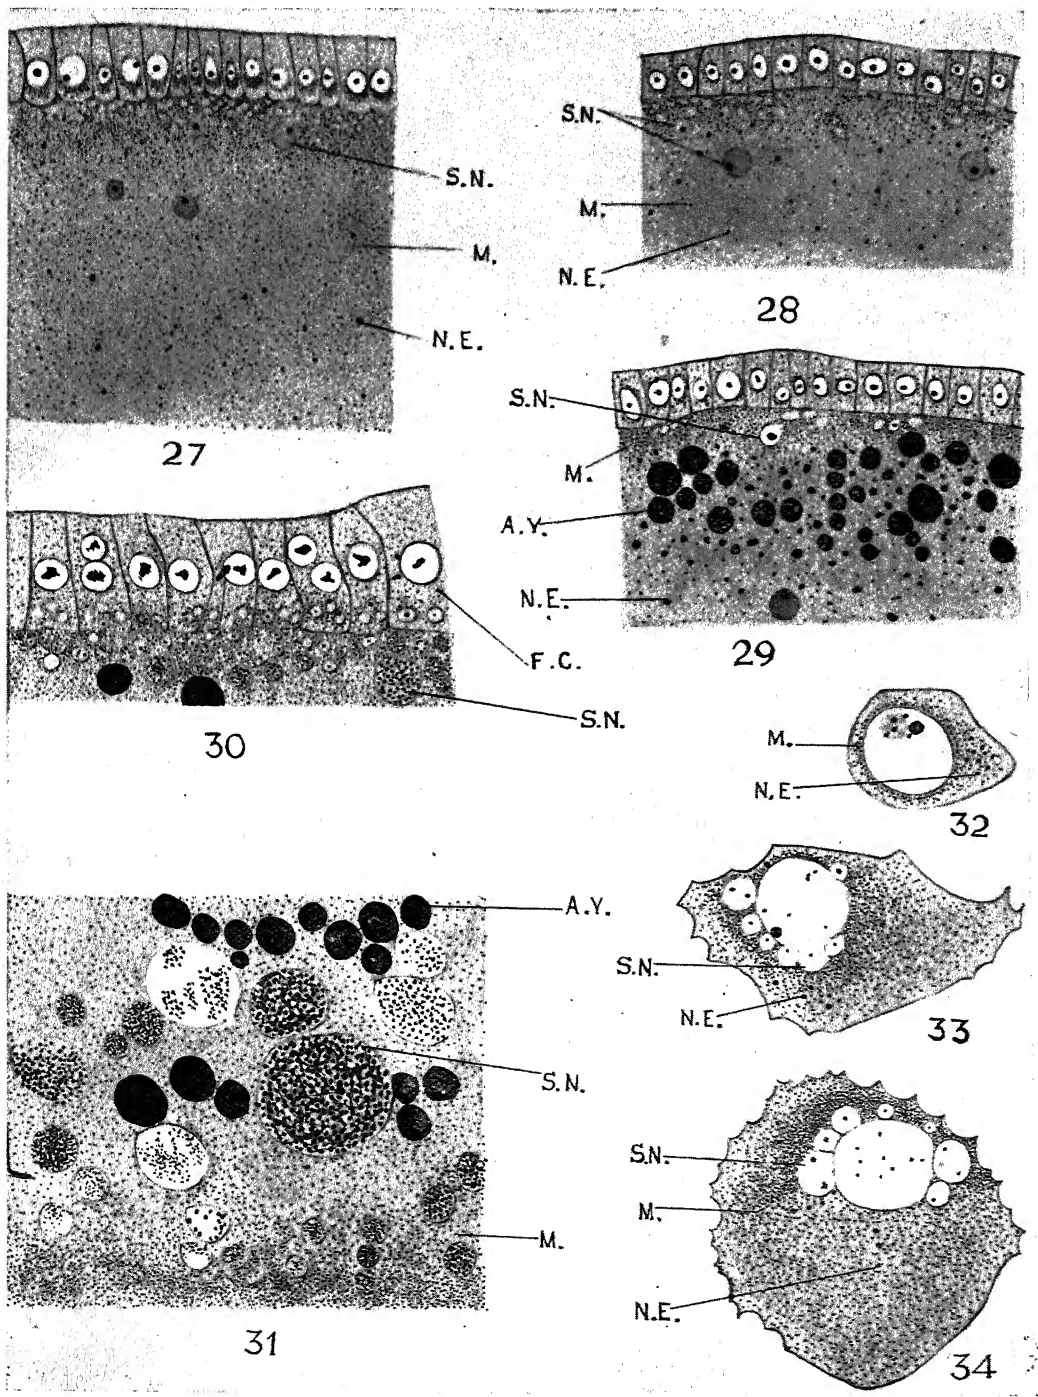 S.N.
M.
N.E.
27
S.N.
M.
N.E.
28
S.N.
M.
A.Y.
N.E.
29
F.C.
S.N.
30
A.Y.
S.N.
M.
31
M.
N.E.
32
S.N.
N.E.
33
S.N.
M.
N.E.
34